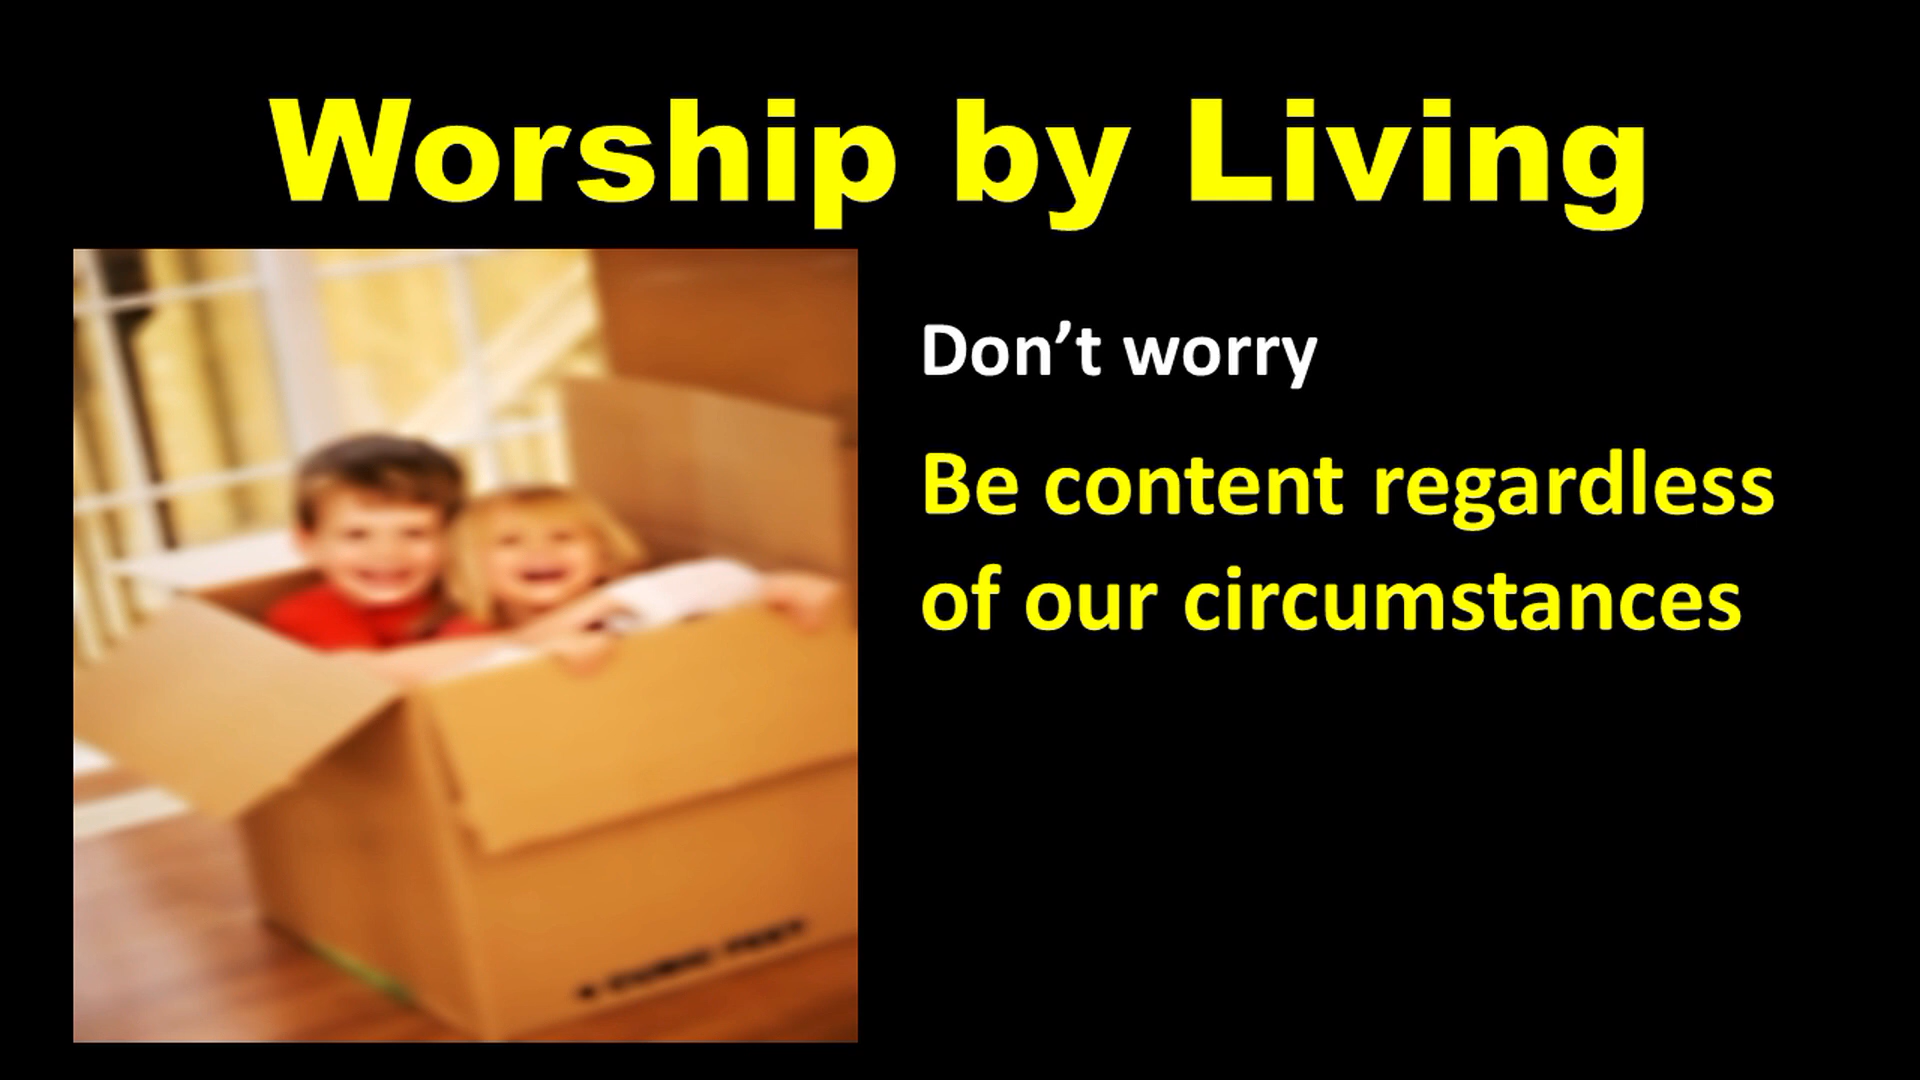 Worship by Living
Don’t worry
Be content regardless
of our circumstances